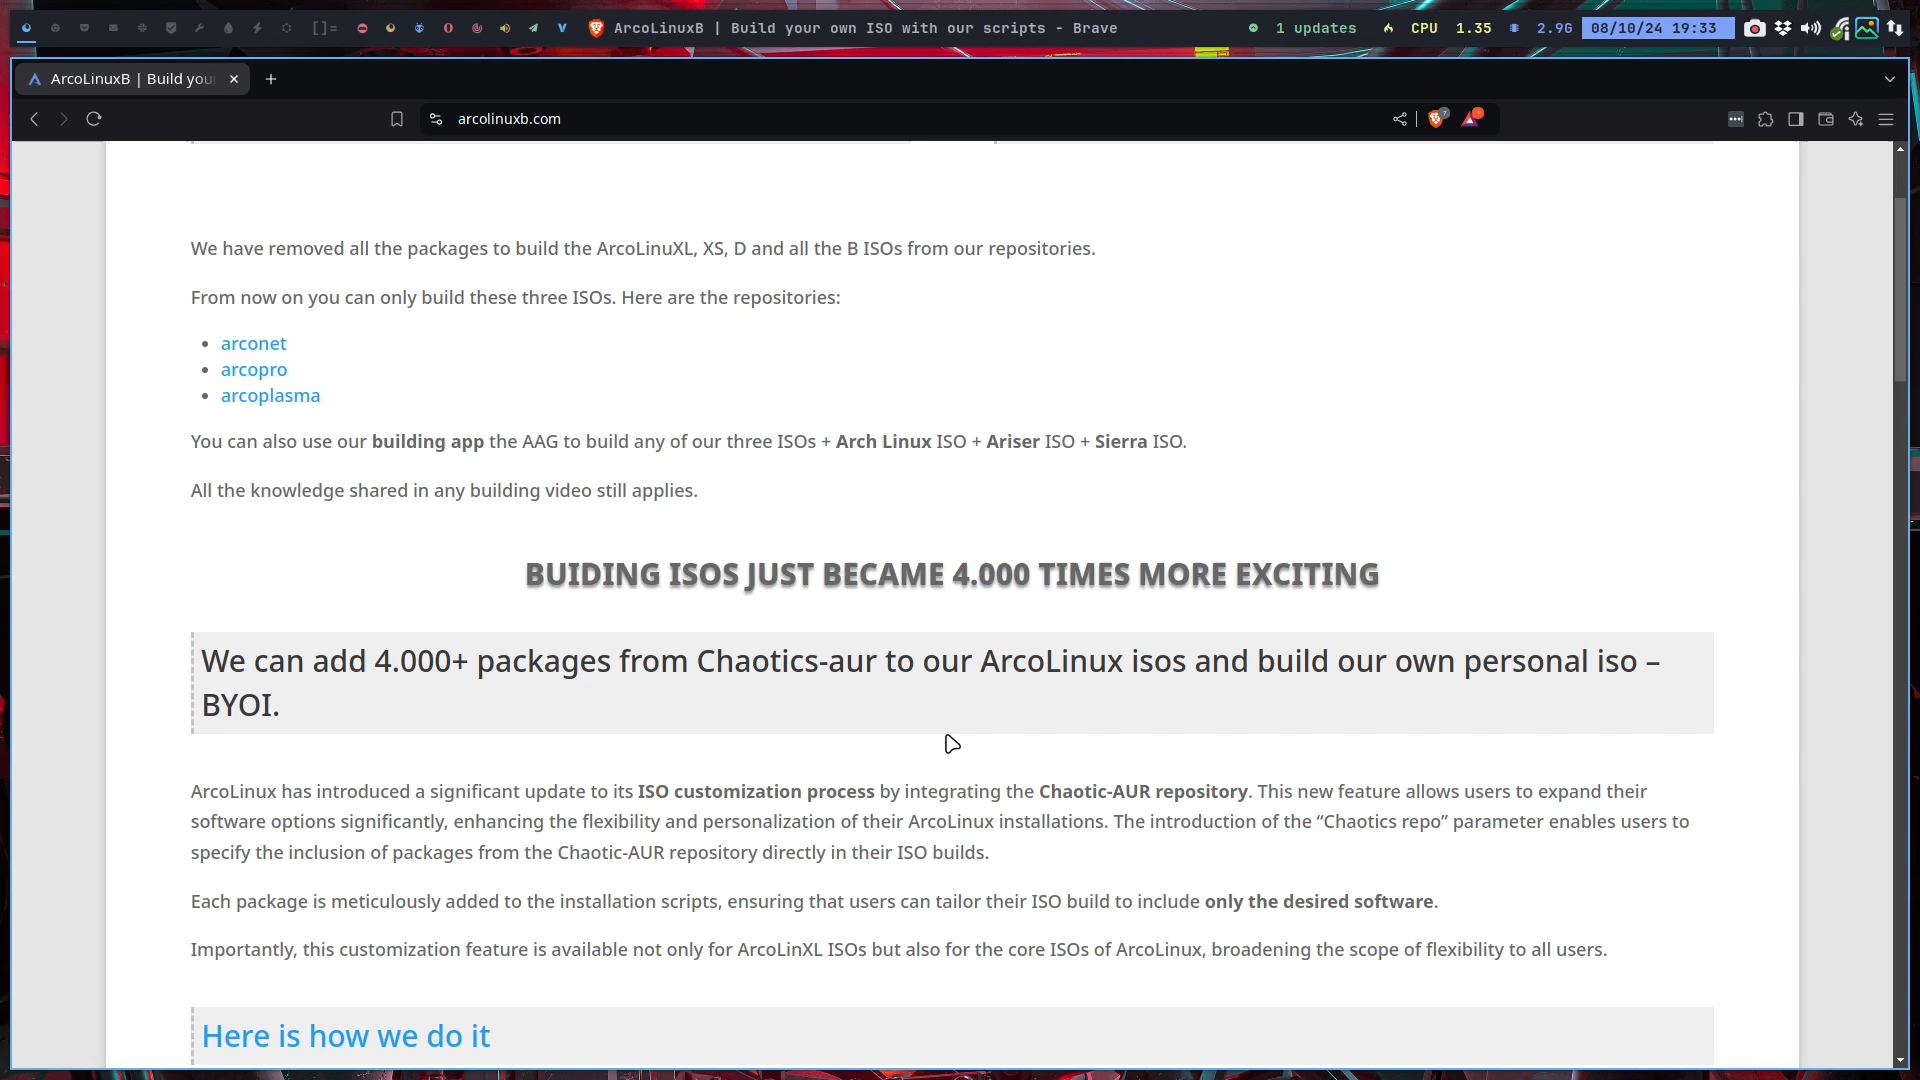 []=
ArcoLinuxB | Build your own ISO with our scripts - Brave
1 updates
CPU 1.35
2.9G
08/10/24 19:33
ArcoLinuxB | Build you
arcolinuxb.com
We have removed all the packages to build the ArcoLinuXL, XS, D and all the B ISOs from our repositories.
From now on you can only build these three ISOs. Here are the repositories:
• arconet
• arcopro
• arcoplasma
You can also use our building app the AAG to build any of our three ISOs + Arch Linux ISO + Ariser ISO + Sierra ISO.
All the knowledge shared in any building video still applies.
BUIDING ISOS JUST BECAME 4.000 TIMES MORE EXCITING
We can add 4.000+ packages from Chaotics-aur to our ArcoLinux isos and build our own personal iso –
BYOI.
ArcoLinux has introduced a significant update to its ISO customization process by integrating the Chaotic-AUR repository. This new feature allows users to expand their
software options significantly, enhancing the flexibility and personalization of their ArcoLinux installations. The introduction of the “Chaotics repo” parameter enables users to
specify the inclusion of packages from the Chaotic-AUR repository directly in their ISO builds.
Each package is meticulously added to the installation scripts, ensuring that users can tailor their ISO build to include only the desired software.
Importantly, this customization feature is available not only for ArcoLinXL ISOs but also for the core ISOs of ArcoLinux, broadening the scope of flexibility to all users.
Here is how we do it